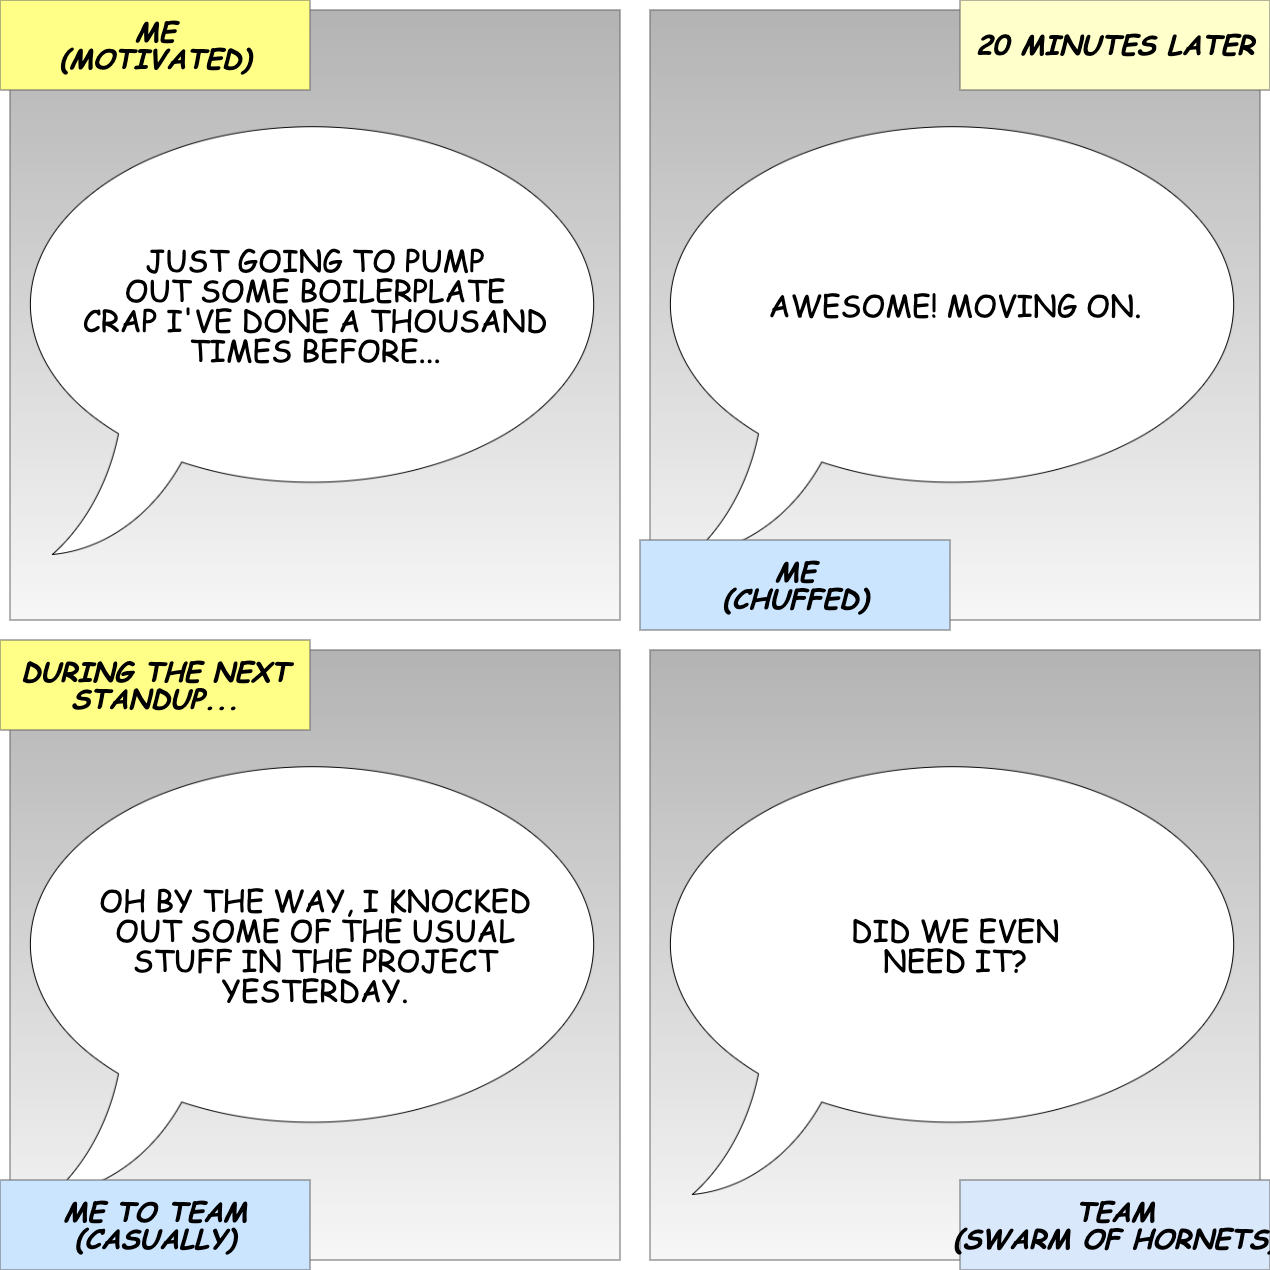 ME
(MOTIVATED)
JUST GOING TO PUMP
OUT SOME BOILERPLATE
CRAP I'VE DONE A THOUSAND
TIMES BEFORE...
20 MINUTES LATER
AWESOME! MOVING ON.
ME
(CHUFFED)
DURING THE NEXT
STANDUP...
OH BY THE WAY, I KNOCKED
OUT SOME OF THE USUAL
STUFF IN THE PROJECT
YESTERDAY.
ME TO TEAM
(CASUALLY)
DID WE EVEN
NEED IT?
TEAM
(SWARM OF HORNETS)